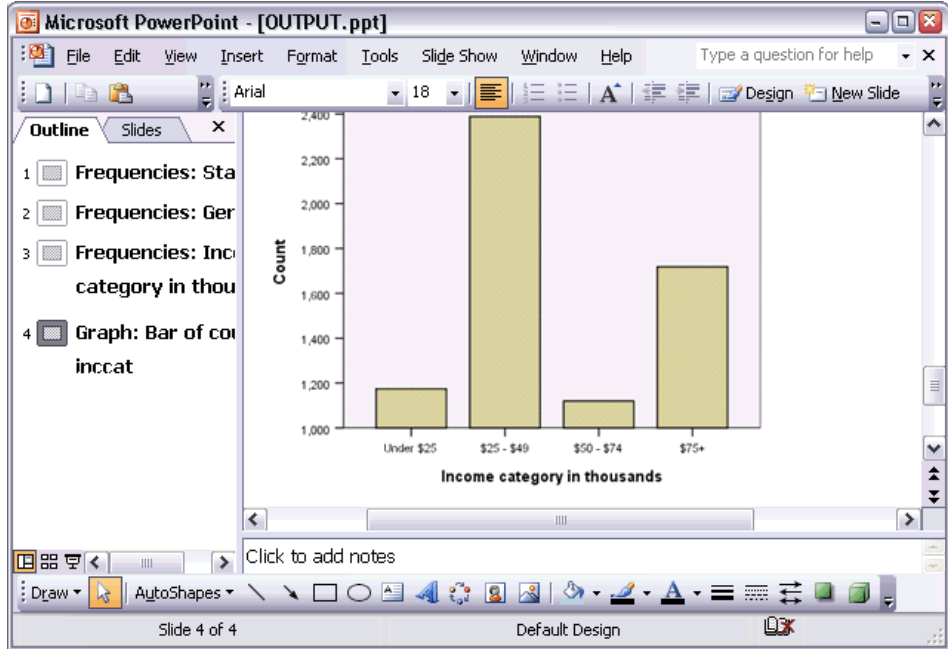 Microsoft PowerPoint - [OUTPUT.ppt]
File Edit View Insert Format Tools Slide Show Window Help Type a question for help
Arial 18 Design New Slide
Outline Slides
1 Frequencies: Sta
2 Frequencies: Ger
3 Frequencies: Inc
category in thou
4 Graph: Bar of cou
inccat
2,400
2,200
2,000
1,800
1,600
1,400
1,200
1,000
Count
Under $25 $25 - $49 $50 - $74 $75+
Income category in thousands
Click to add notes
Draw AutoShapes
Slide 4 of 4 Default Design